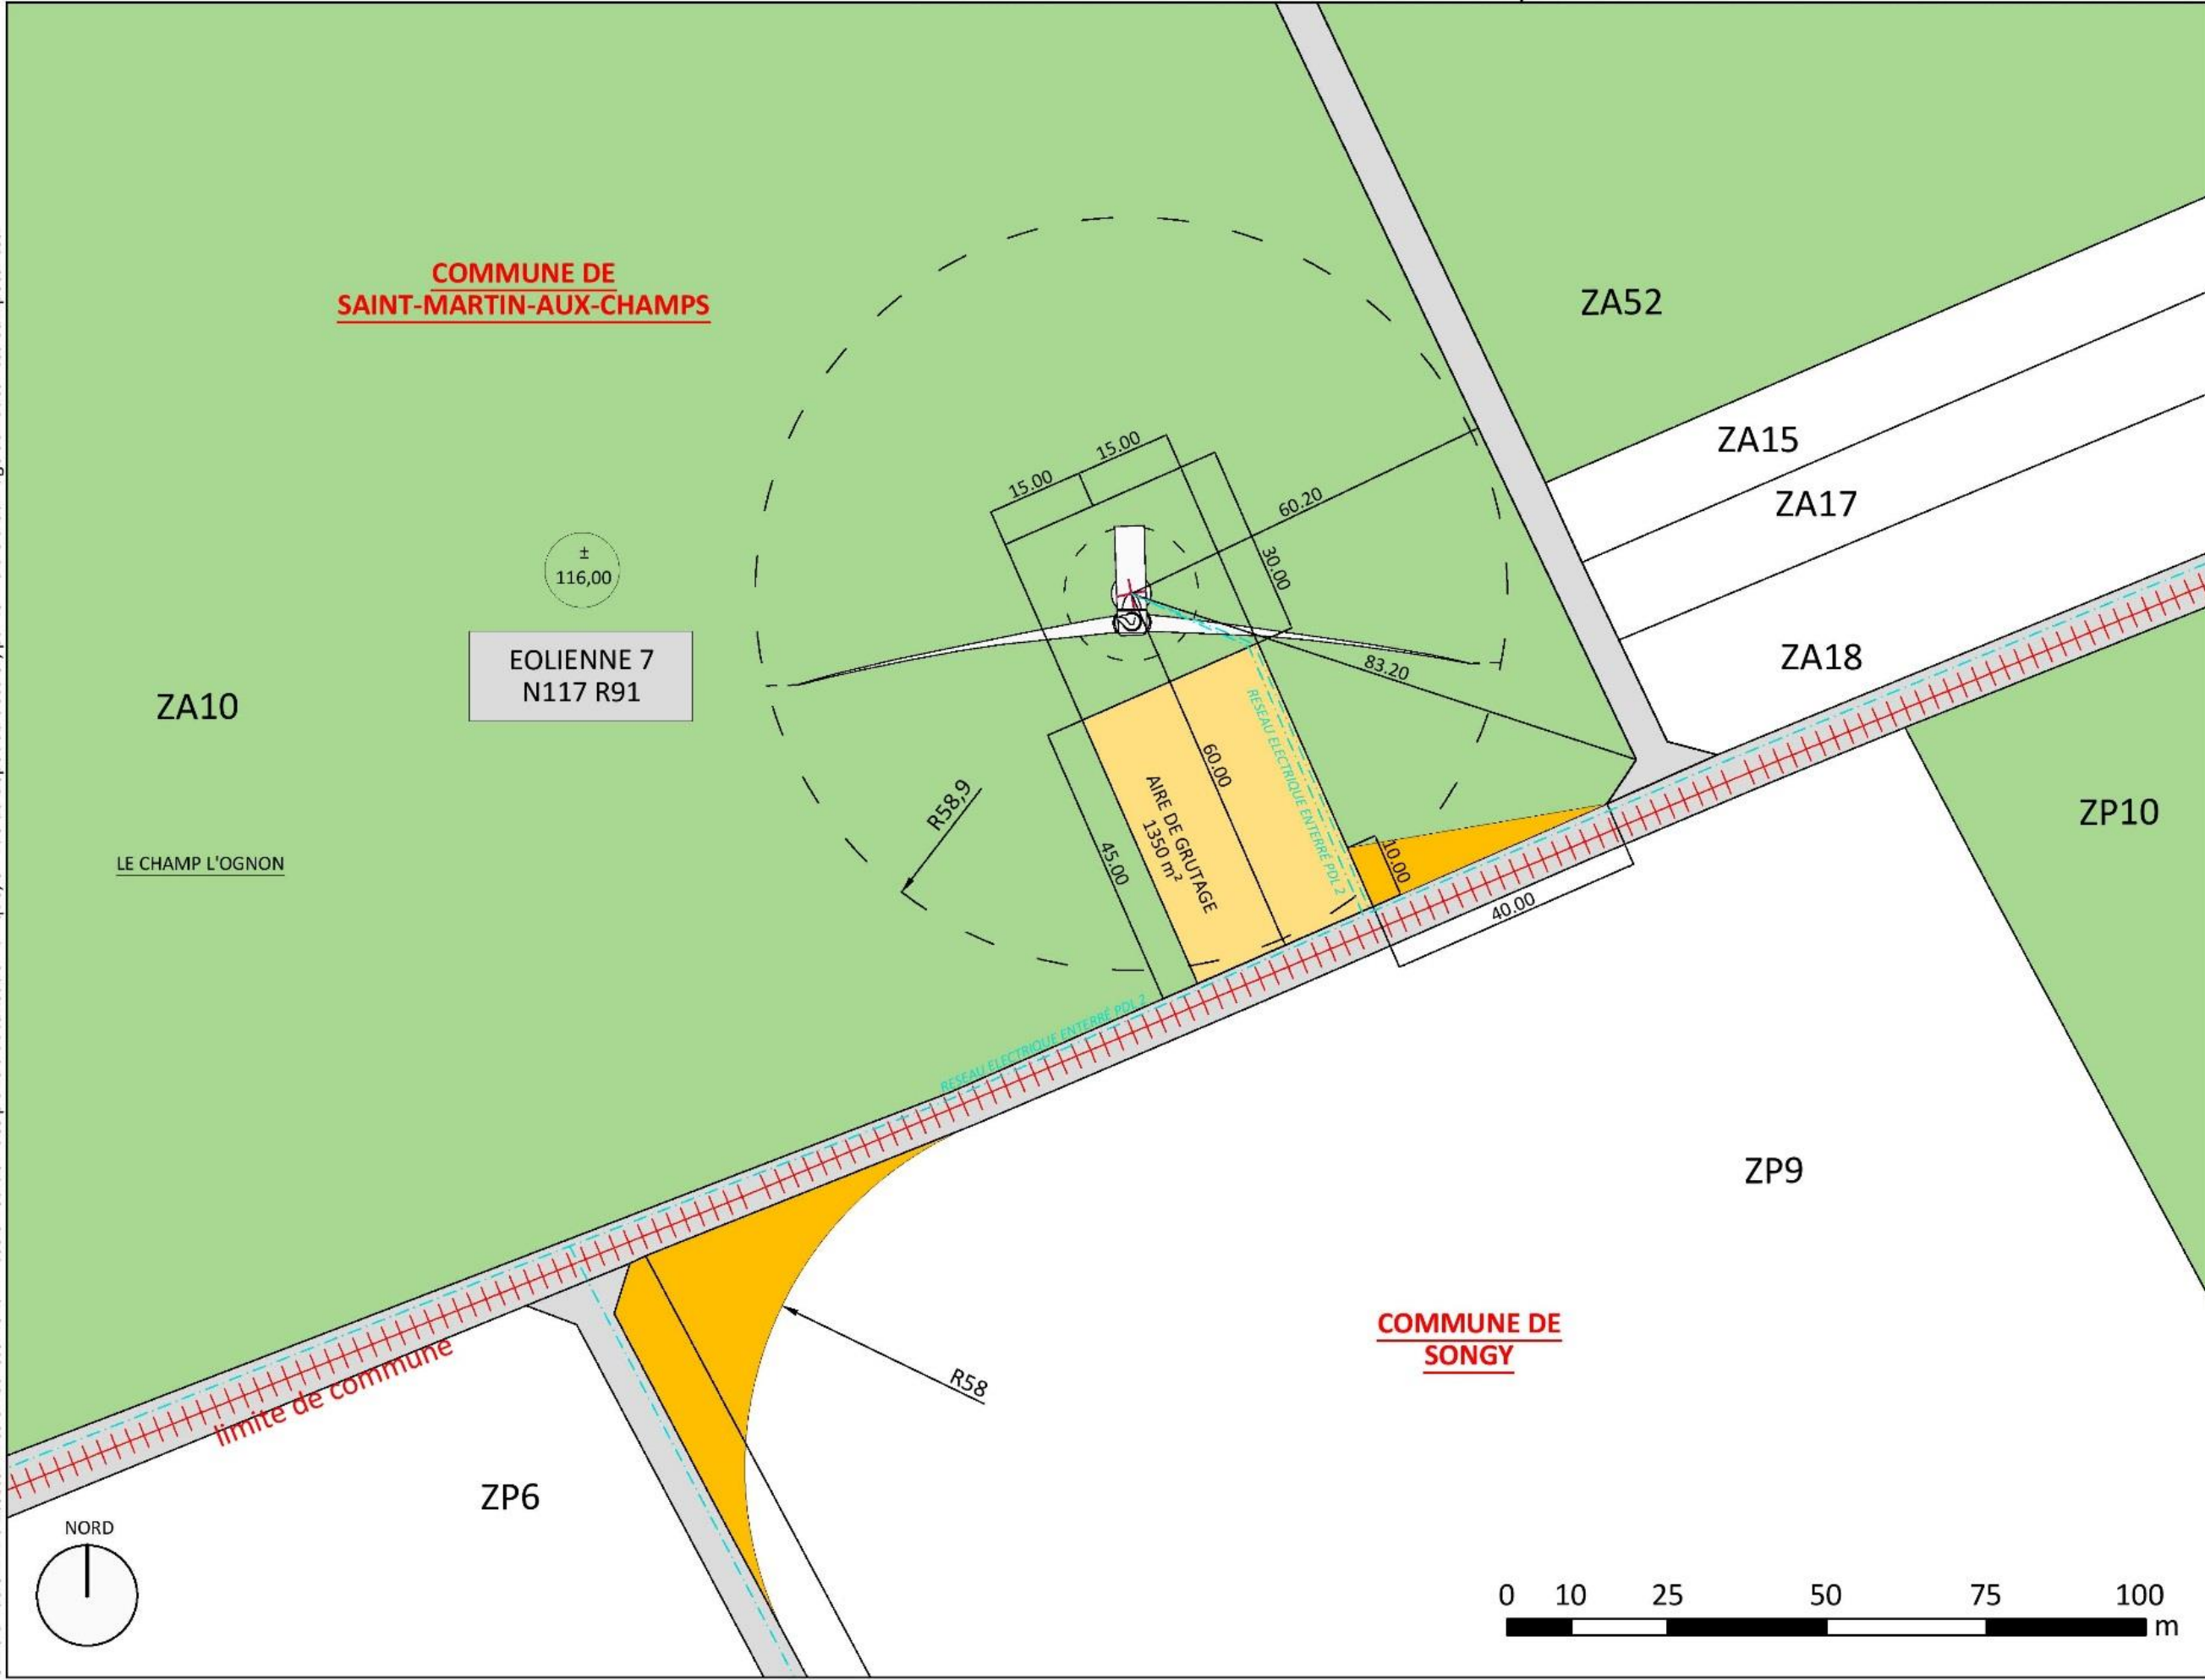 COMMUNE DE
SAINT-MARTIN-AUX-CHAMPS
ZA52
ZA15
ZA17
ZA18
15.00
15.00
60.20
30.00
±
116,00
EOLIENNE 7
N117 R91
ZA10
83.20
RESEAU ELECTRIQUE ENTERRÉ PDL 2
60.00
AIRE DE GRUTAGE
1350 m²
R58,9
45.00
10.00
40.00
ZP10
LE CHAMP L'OGNON
RESEAU ELECTRIQUE ENTERRÉ PDL 2
ZP9
COMMUNE DE
SONGY
limite de commune
R58
ZP6
NORD
0 10 25 50 75 100
m